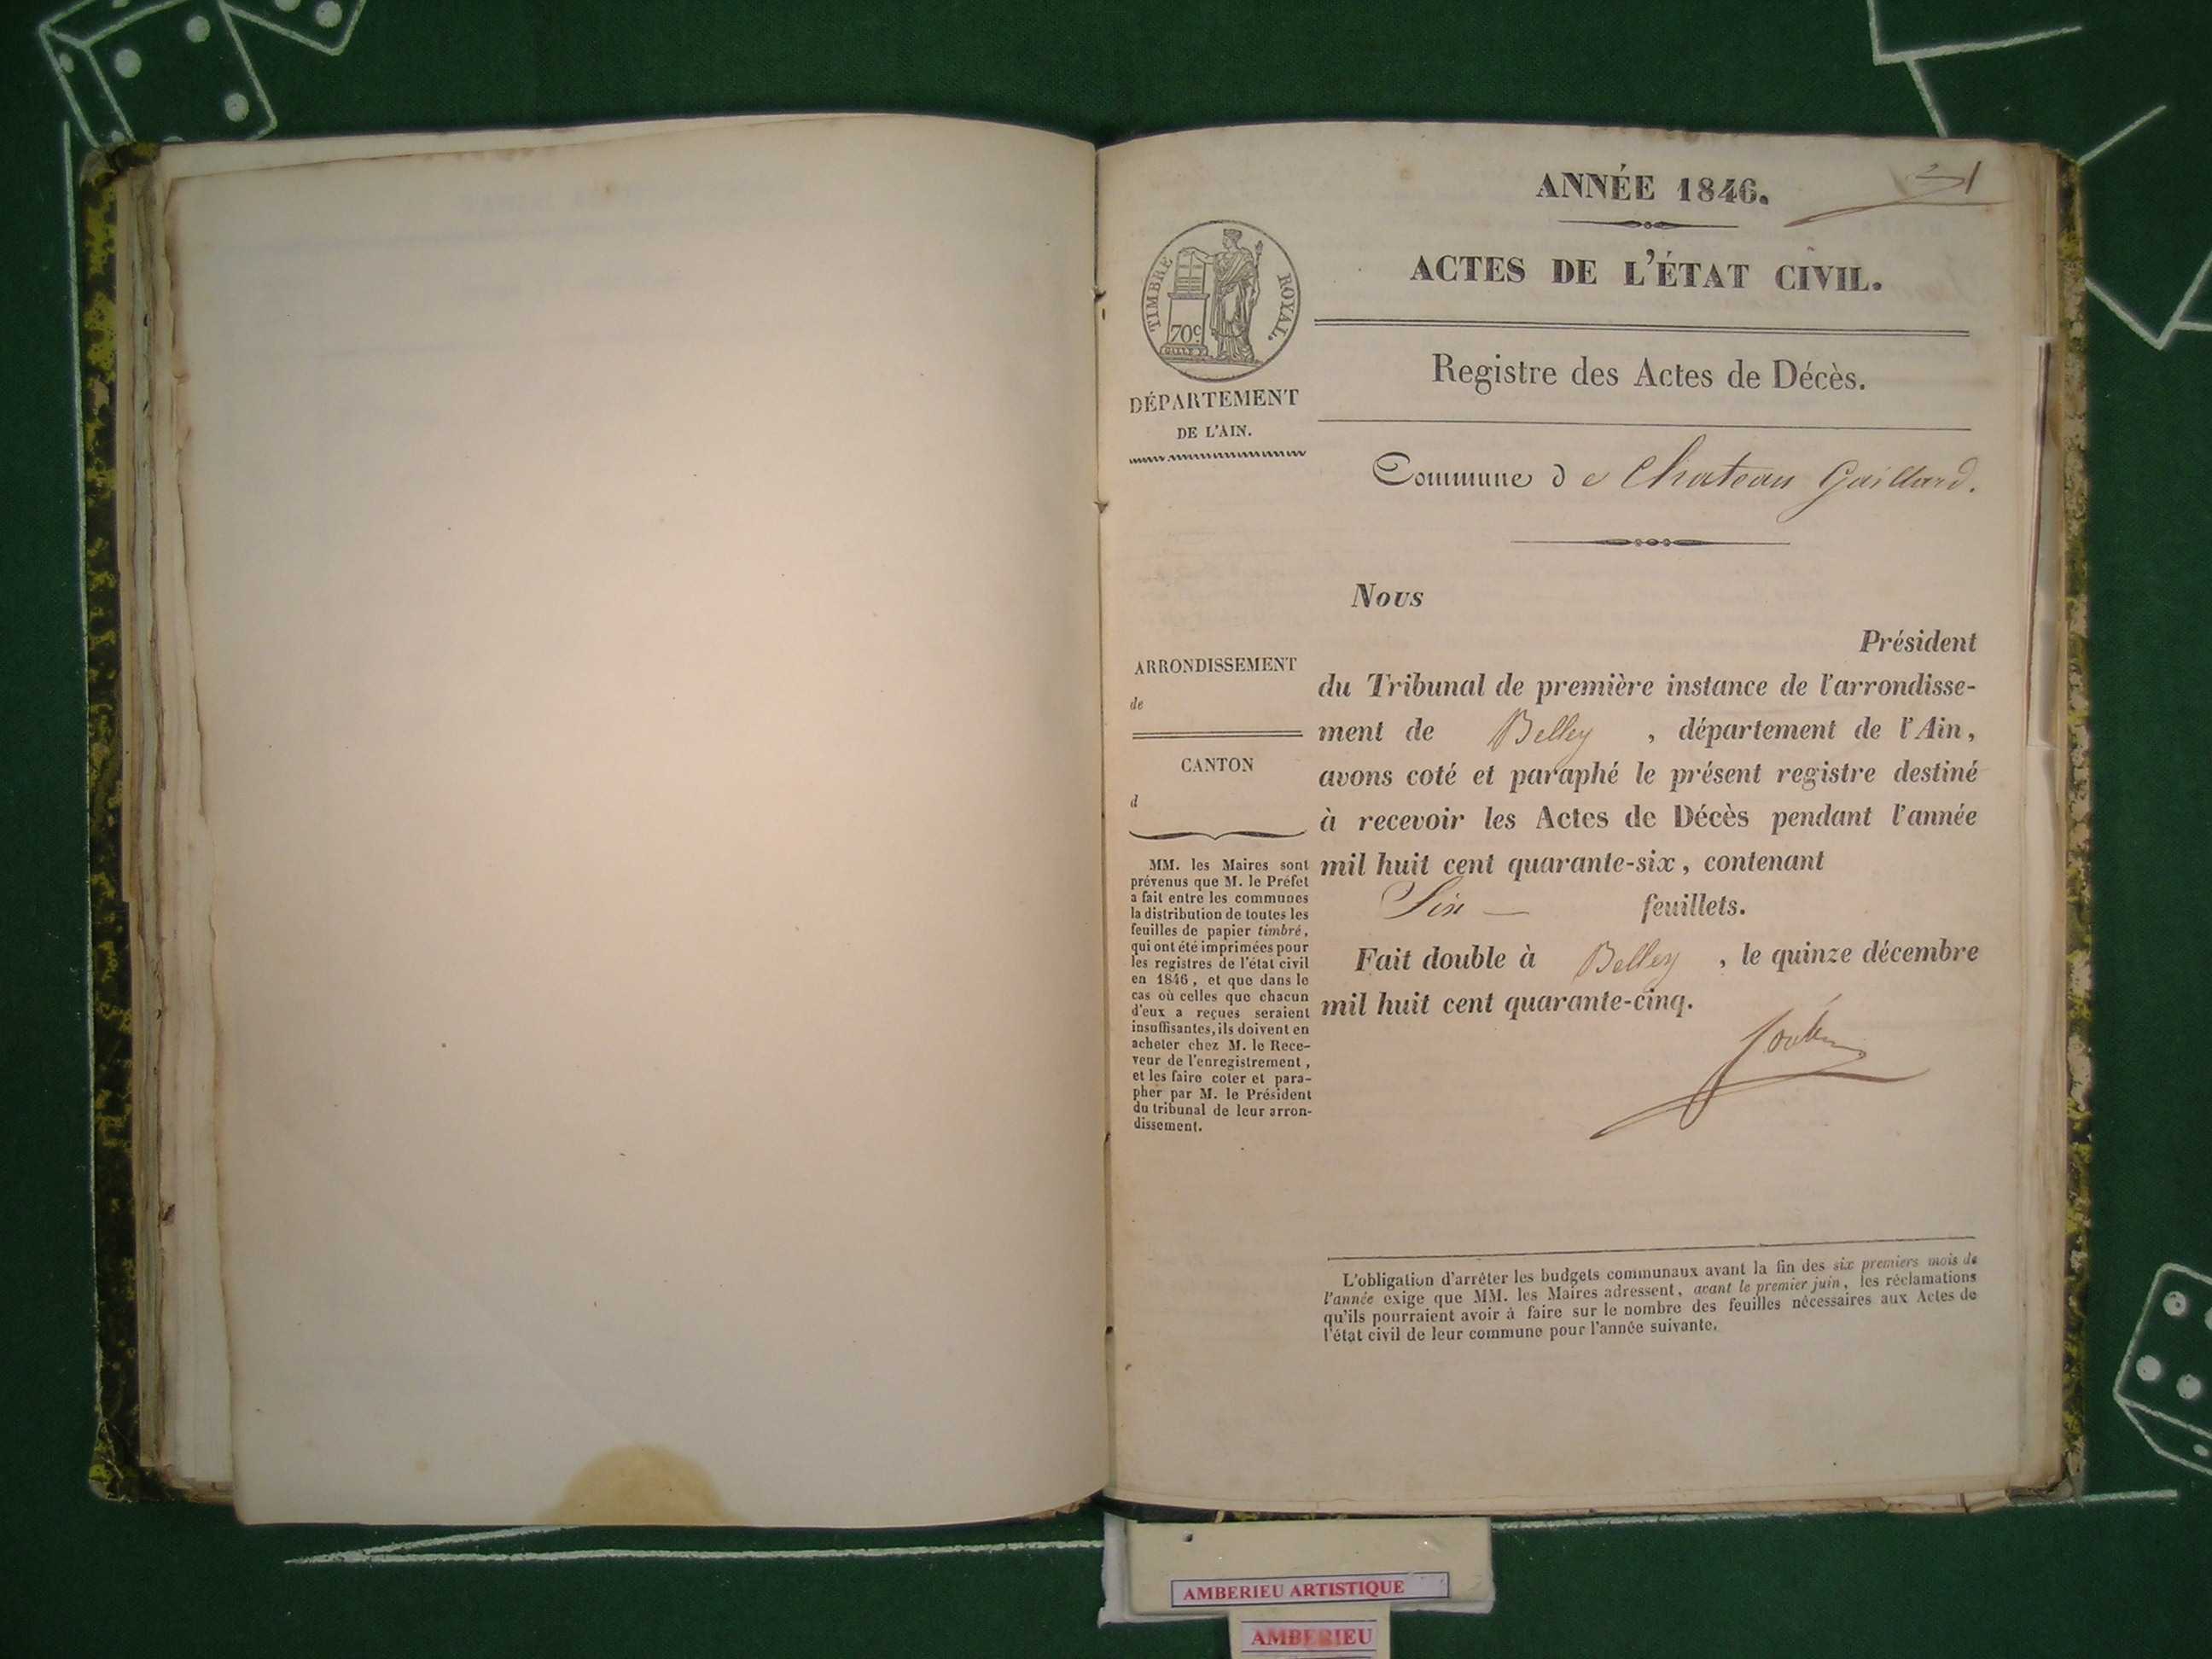 ANNÉE 1846.
31
ACTES DE L'ÉTAT CIVIL.
TIMBRE ROYAL.
70c
DÉPARTEMENT
DE L'AIN.
Registre des Actes de Décès.
Commune de Chateau Gaillard.
Nous
Président
du Tribunal de première instance de l'arrondisse-
ment de Belley, département de l'Ain,
avons coté et paraphé le présent registre destiné
à recevoir les Actes de Décès pendant l'année
mil huit cent quarante-six, contenant
Six — feuillets.
Fait double à Belley, le quinze décembre
mil huit cent quarante-cinq.
ARRONDISSEMENT
de
CANTON
d
MM. les Maires sont
prévenus que M. le Préfet
a fait entre les communes
la distribution de toutes les
feuilles de papier timbré,
qui ont été imprimées pour
les registres de l'état civil
en 1846, et que dans le
cas où celles que chacun
d'eux a reçues seraient
insuffisantes, ils doivent en
acheter chez M. le Rece-
veur de l'enregistrement,
et les faire coter et para-
pher par M. le Président
du tribunal de leur arron-
dissement.
L'obligation d'arrêter les budgets communaux avant la fin des six premiers mois de
l'année exige que MM. les Maires adressent, avant le premier juin, les réclamations
qu'ils pourraient avoir à faire sur le nombre des feuilles nécessaires aux Actes de
l'état civil de leur commune pour l'année suivante.
AMBERIEU ARTISTIQUE
AMBERIEU